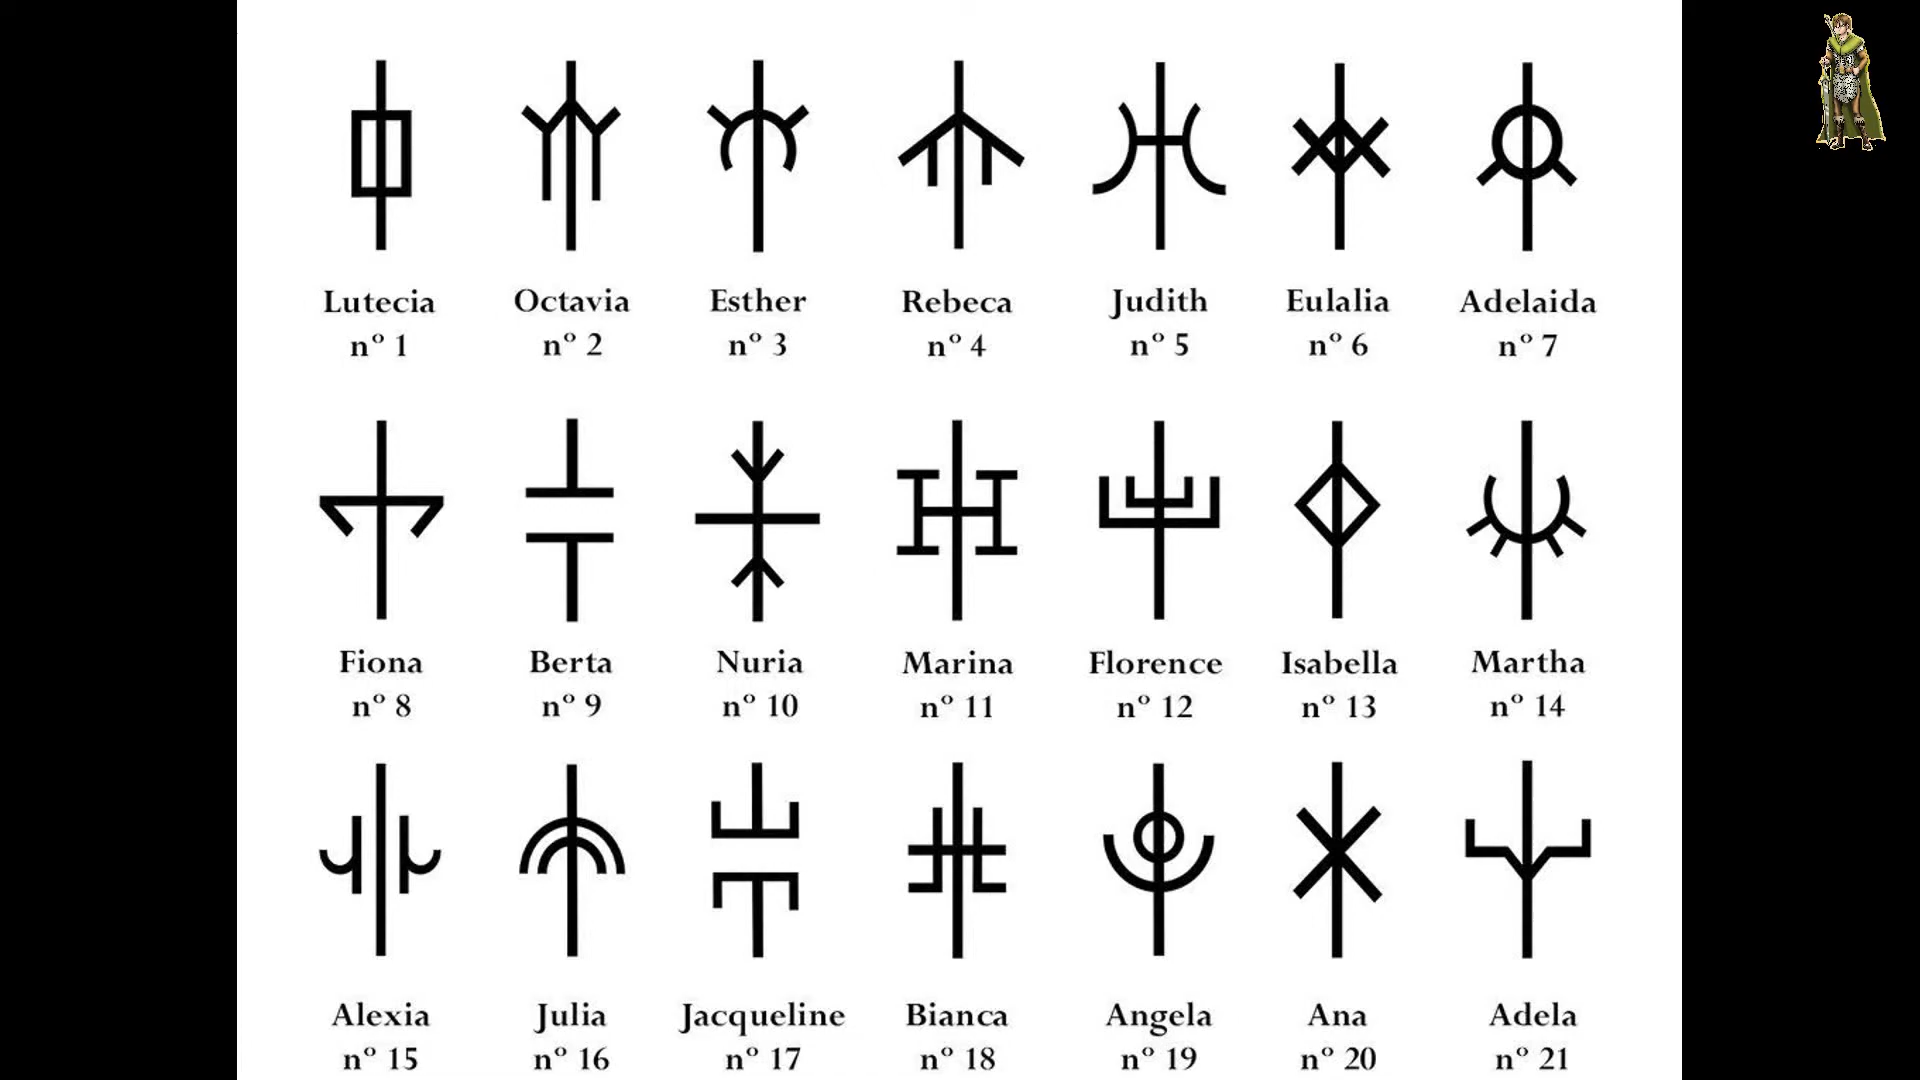 Lutecia Octavia Esther Rebeca Judith Eulalia Adelaida
nº 1 nº 2 nº 3 nº 4 nº 5 nº 6 nº 7
Fiona Berta Nuria Marina Florence Isabella Martha
nº 8 nº 9 nº 10 nº 11 nº 12 nº 13 nº 14
Alexia Julia Jacqueline Bianca Angela Ana Adela
nº 15 nº 16 nº 17 nº 18 nº 19 nº 20 nº 21